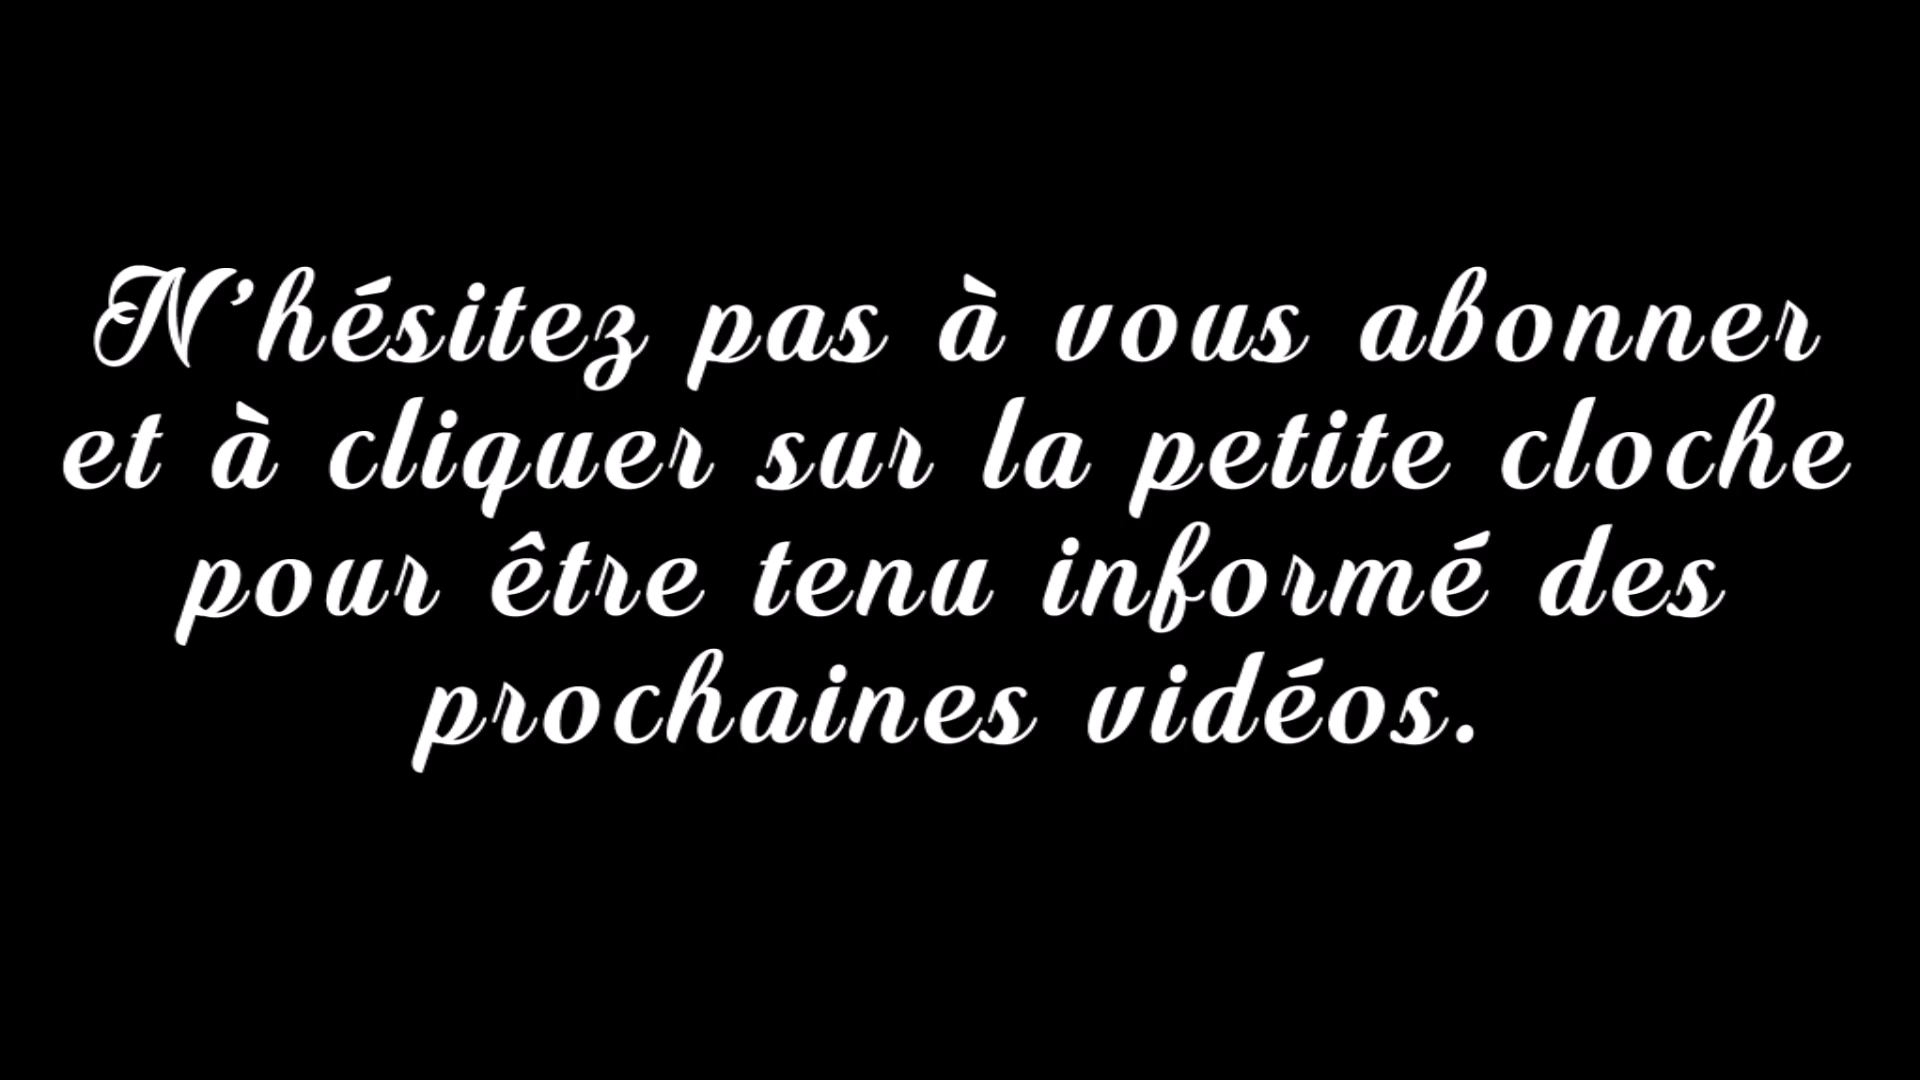 N’hésitez pas à vous abonner
et à cliquer sur la petite cloche
pour être tenu informé des
prochaines vidéos.